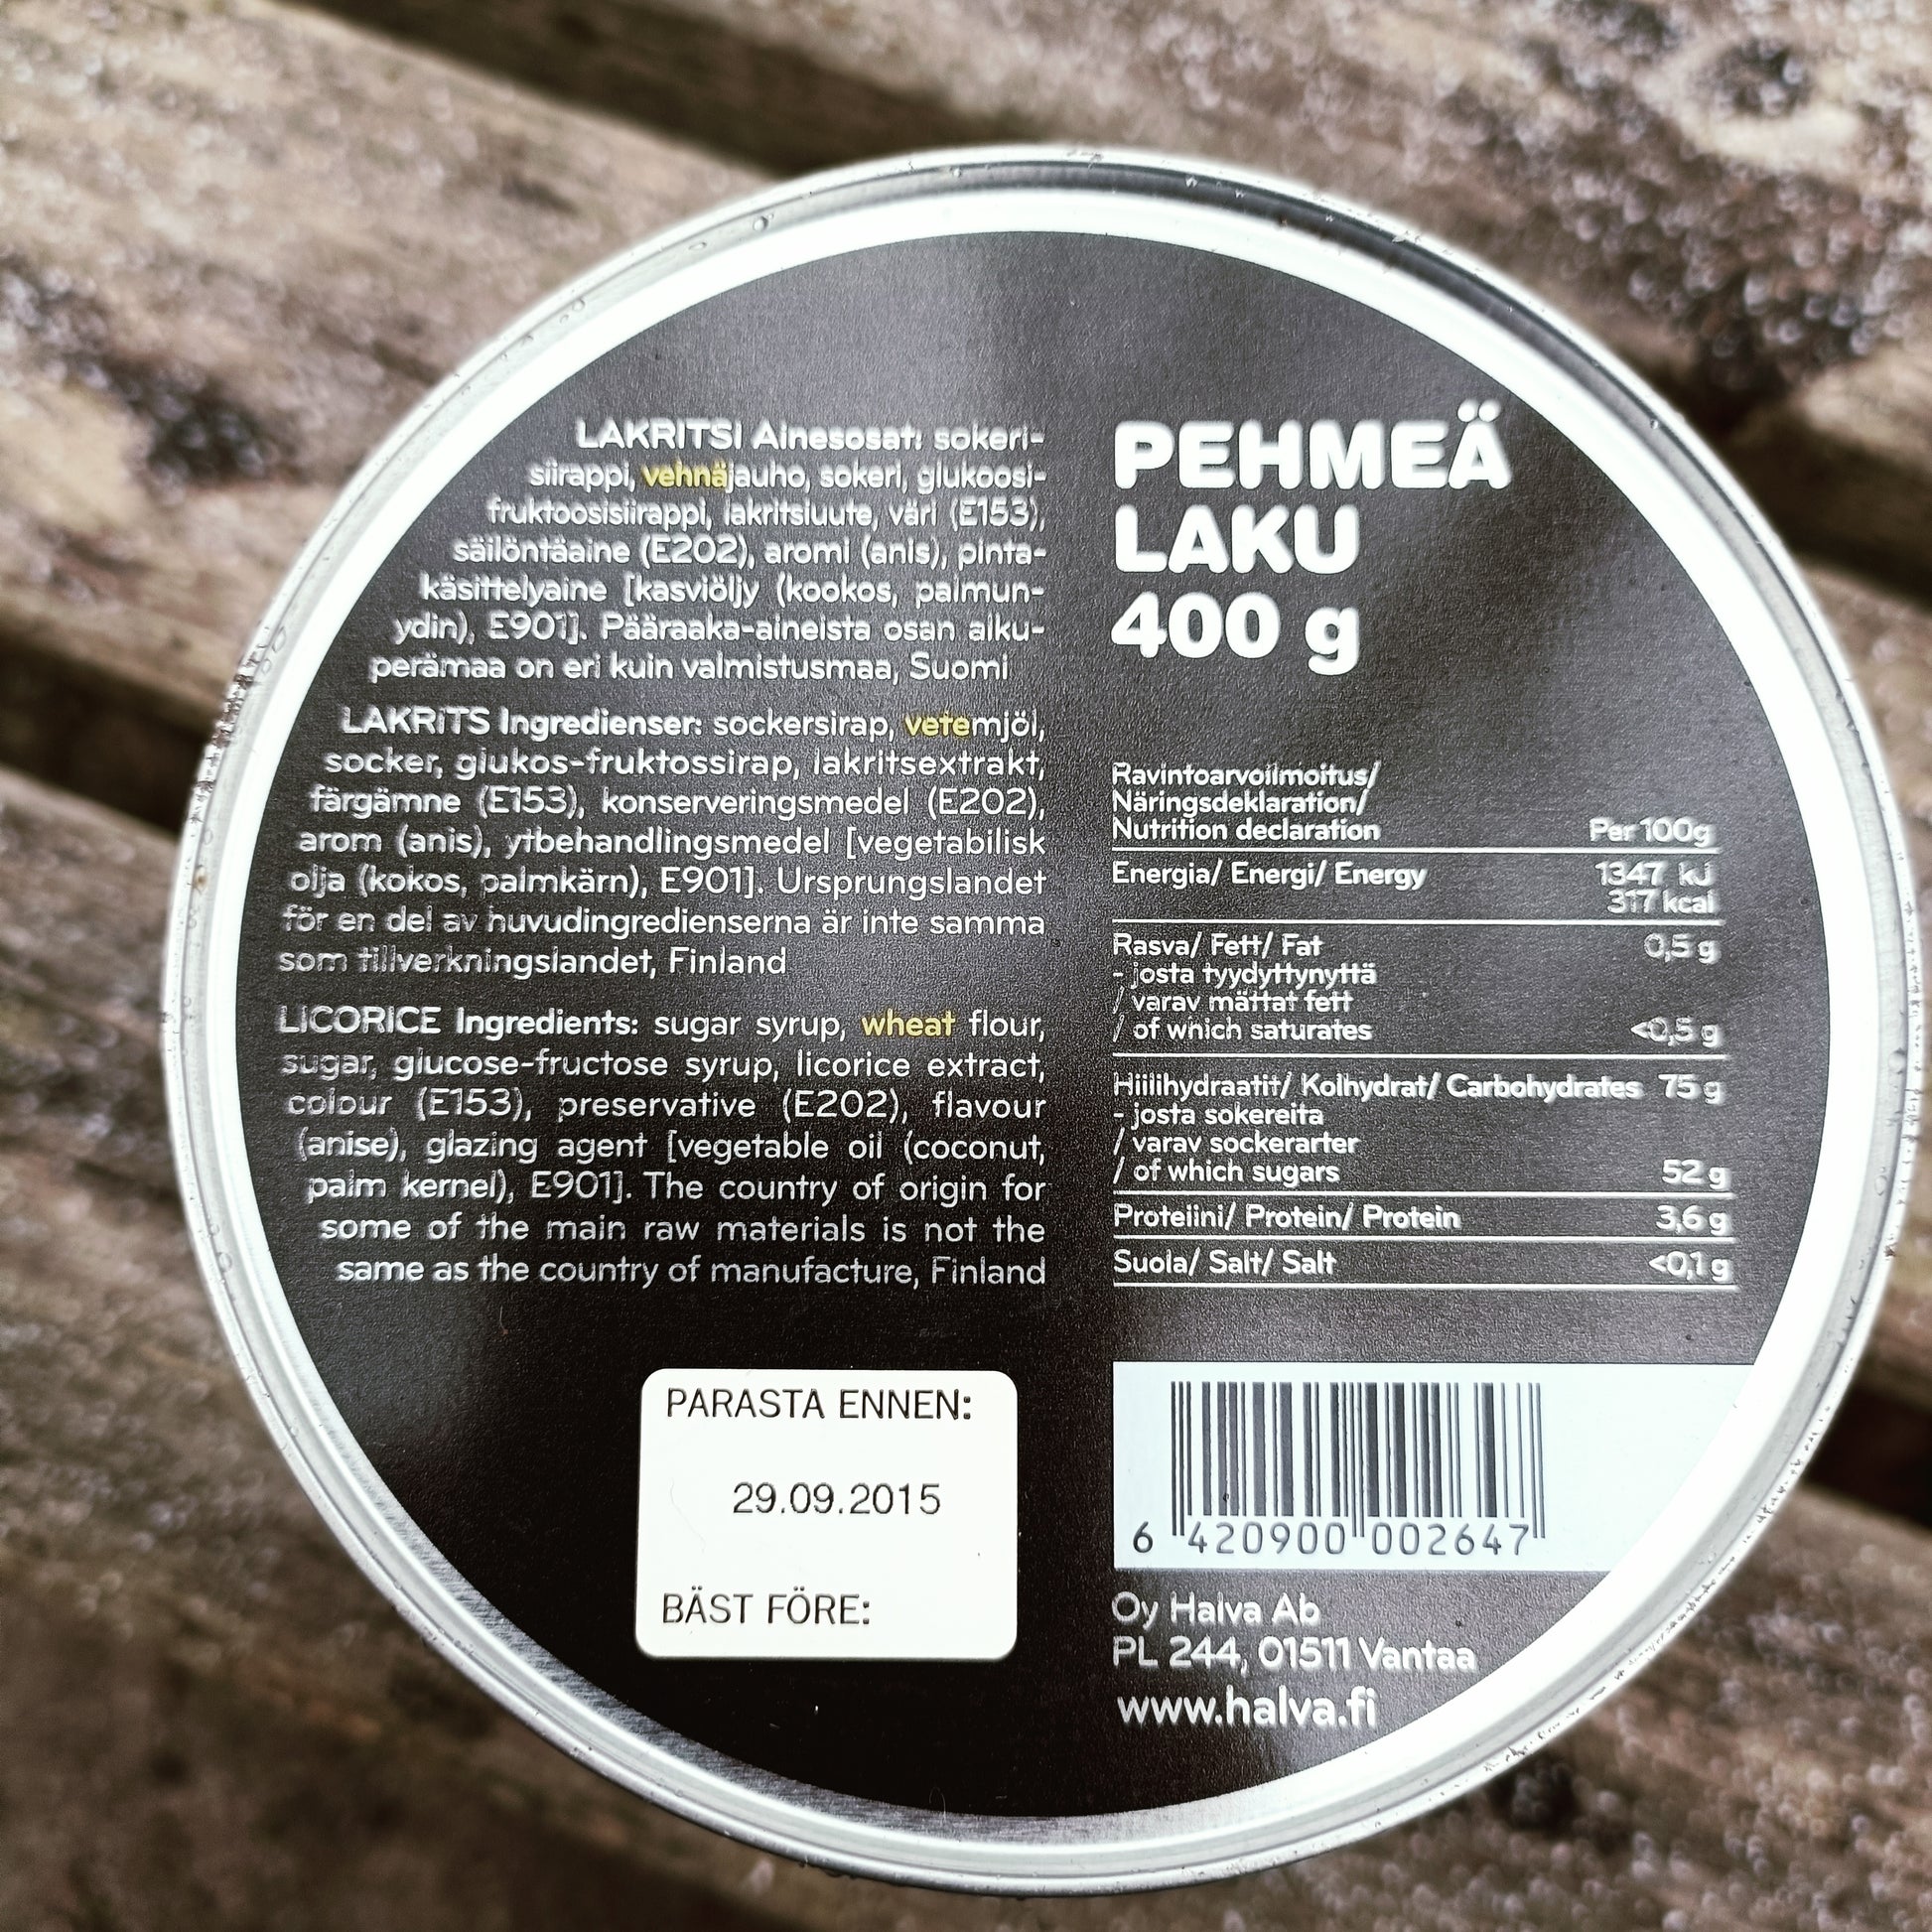 LAKRITSI Ainesosat: sokeri-
siirappi, vehnäjauho, sokeri, glukoosi-
fruktoosisiirappi, lakritsiuute, väri (E153),
säilöntäaine (E202), aromi (anis), pinta-
käsittelyaine [kasviöljy (kookos, palmun-
ydin), E901]. Pääraaka-aineista osan alku-
perämaa on eri kuin valmistusmaa, Suomi
LAKRITS Ingredienser: sockersirap, vetemjöl,
socker, glukos-fruktossirap, lakritsextrakt,
färgämne (E153), konserveringsmedel (E202),
arom (anis), ytbehandlingsmedel [vegetabilisk
olja (kokos, palmkärn), E901]. Ursprungslandet
för en del av huvudingredienserna är inte samma
som tillverkningslandet, Finland
LICORICE Ingredients: sugar syrup, wheat flour,
sugar, glucose-fructose syrup, licorice extract,
colour (E153), preservative (E202), flavour
(anise), glazing agent [vegetable oil (coconut,
palm kernel), E901]. The country of origin for
some of the main raw materials is not the
same as the country of manufacture, Finland
PARASTA ENNEN:
29.09.2015
BÄST FÖRE:
PEHMEÄ
LAKU
400 g
Ravintoarvoilmoitus/
Näringsdeklaration/
Nutrition declaration Per 100g
Energia/ Energi/ Energy 1347 kJ
317 kcal
Rasva/ Fett/ Fat 0,5 g
- josta tyydyttynyttä
/ varav mättat fett
/ of which saturates <0,5 g
Hiilihydraatit/ Kolhydrat/ Carbohydrates 75 g
- josta sokereita
/ varav sockerarter
/ of which sugars 52 g
Proteiini/ Protein/ Protein 3,6 g
Suola/ Salt/ Salt <0,1 g
6 420900 002647
Oy Halva Ab
PL 244, 01511 Vantaa
www.halva.fi